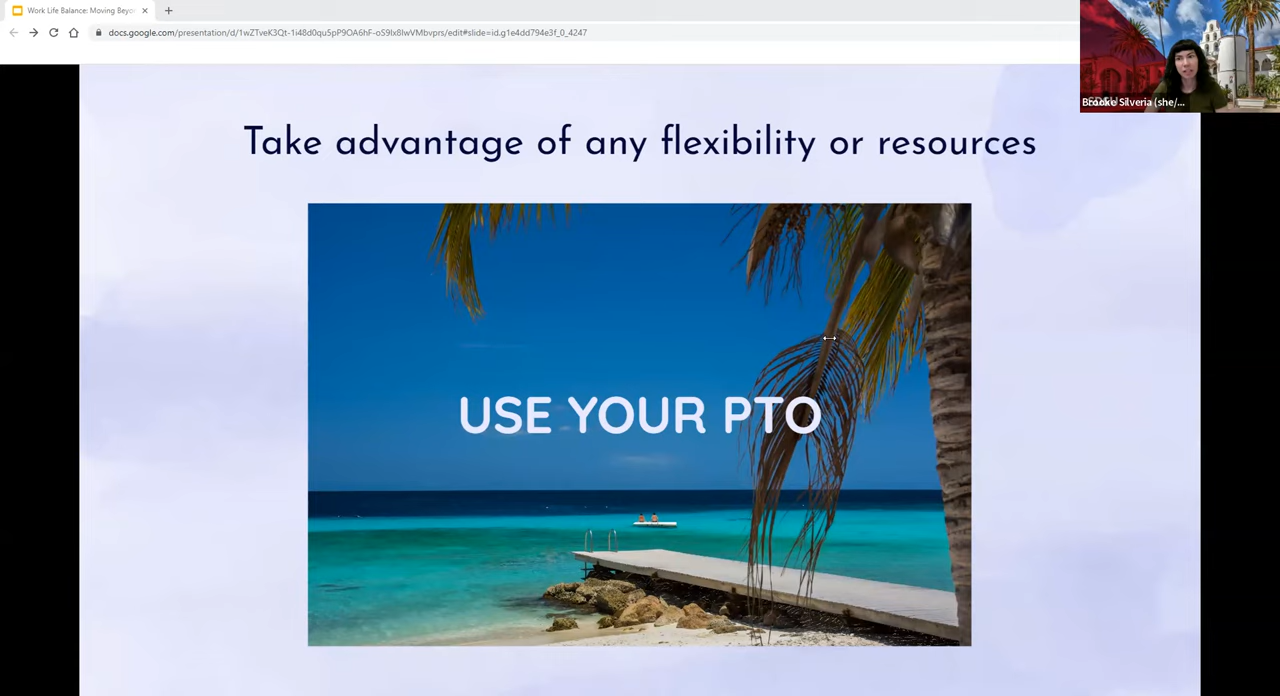 Work Life Balance: Moving Beyo
docs.google.com/presentation/d/1wZTveK3Qt-1i48d0qu5pP9OA6hF-oS9Ix8IwVMbvprs/edit#slide=id.g1e4dd794e3f_0_4247
Brooke Silveria (she/...
Take advantage of any flexibility or resources
USE YOUR PTO